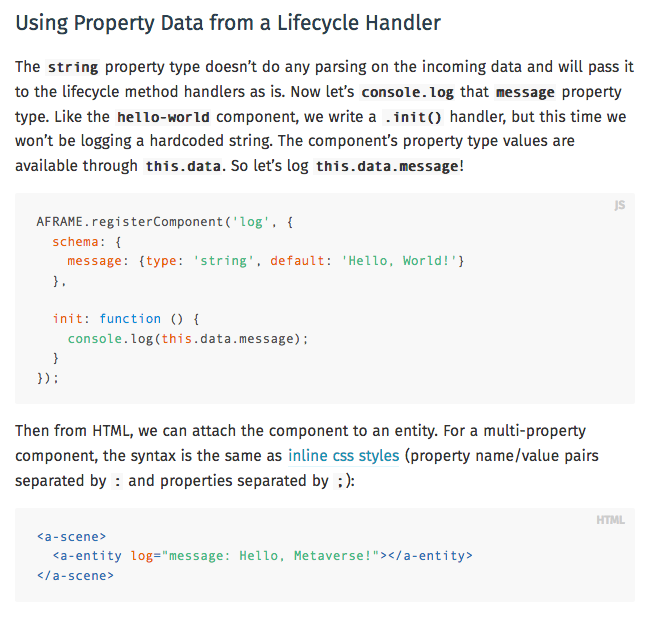 Using Property Data from a Lifecycle Handler
The string property type doesn’t do any parsing on the incoming data and will pass it
to the lifecycle method handlers as is. Now let’s console.log that message property
type. Like the hello-world component, we write a .init() handler, but this time we
won’t be logging a hardcoded string. The component’s property type values are
available through this.data. So let’s log this.data.message!
JS
AFRAME.registerComponent('log', {
  schema: {
    message: {type: 'string', default: 'Hello, World!'}
  },

  init: function () {
    console.log(this.data.message);
  }
});
Then from HTML, we can attach the component to an entity. For a multi-property
component, the syntax is the same as inline css styles (property name/value pairs
separated by : and properties separated by ;):
HTML
<a-scene>
  <a-entity log="message: Hello, Metaverse!"></a-entity>
</a-scene>